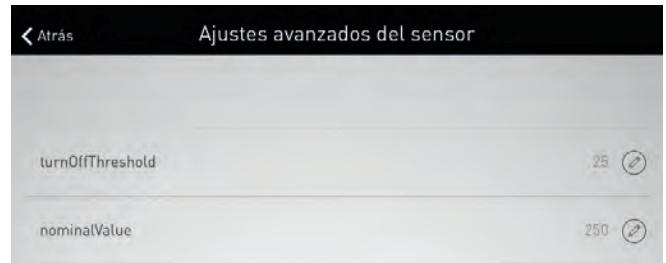 Atrás
Ajustes avanzados del sensor
turnOffThreshold
25
nominalValue
250